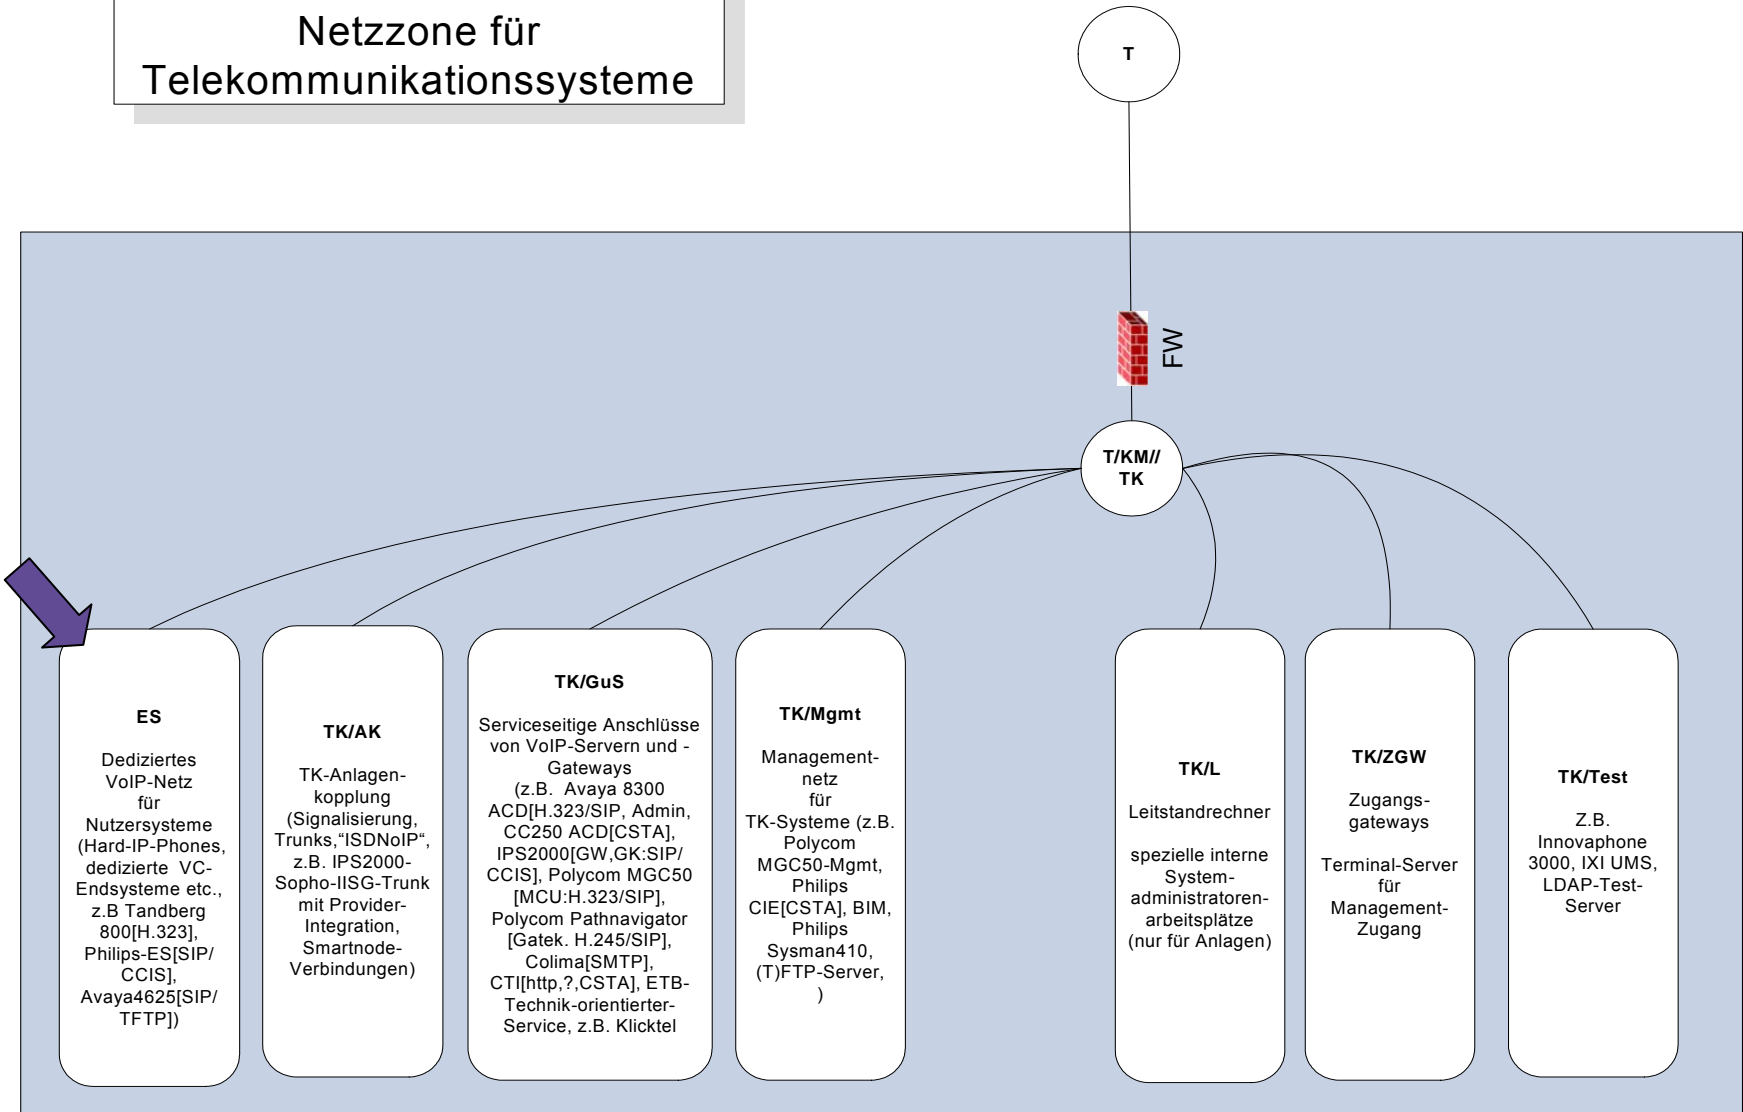 Netzzone für
Telekommunikationssysteme
T
FW
T/KM//
TK
ES
Dediziertes
VoIP-Netz
für
Nutzersysteme
(Hard-IP-Phones,
dedizierte VC-
Endsysteme etc.,
z.B Tandberg
800[H.323],
Philips-ES[SIP/
CCIS],
Avaya4625[SIP/
TFTP])
TK/AK
TK-Anlagen-
kopplung
(Signalisierung,
Trunks,“ISDNoIP“,
z.B. IPS2000-
Sopho-IISG-Trunk
mit Provider-
Integration,
Smartnode-
Verbindungen)
TK/GuS
Serviceseitige Anschlüsse
von VoIP-Servern und -
Gateways
(z.B. Avaya 8300
ACD[H.323/SIP, Admin,
CC250 ACD[CSTA],
IPS2000[GW,GK:SIP/
CCIS], Polycom MGC50
[MCU:H.323/SIP],
Polycom Pathnavigator
[Gatek. H.245/SIP],
Colima[SMTP],
CTI[http,?,CSTA], ETB-
Technik-orientierter-
Service, z.B. Klicktel
TK/Mgmt
Management-
netz
für
TK-Systeme (z.B.
Polycom
MGC50-Mgmt,
Philips
CIE[CSTA], BIM,
Philips
Sysman410,
(T)FTP-Server,
)
TK/L
Leitstandrechner
spezielle interne
System-
administratoren-
arbeitsplätze
(nur für Anlagen)
TK/ZGW
Zugangs-
gateways
Terminal-Server
für
Management-
Zugang
TK/Test
Z.B.
Innovaphone
3000, IXI UMS,
LDAP-Test-
Server